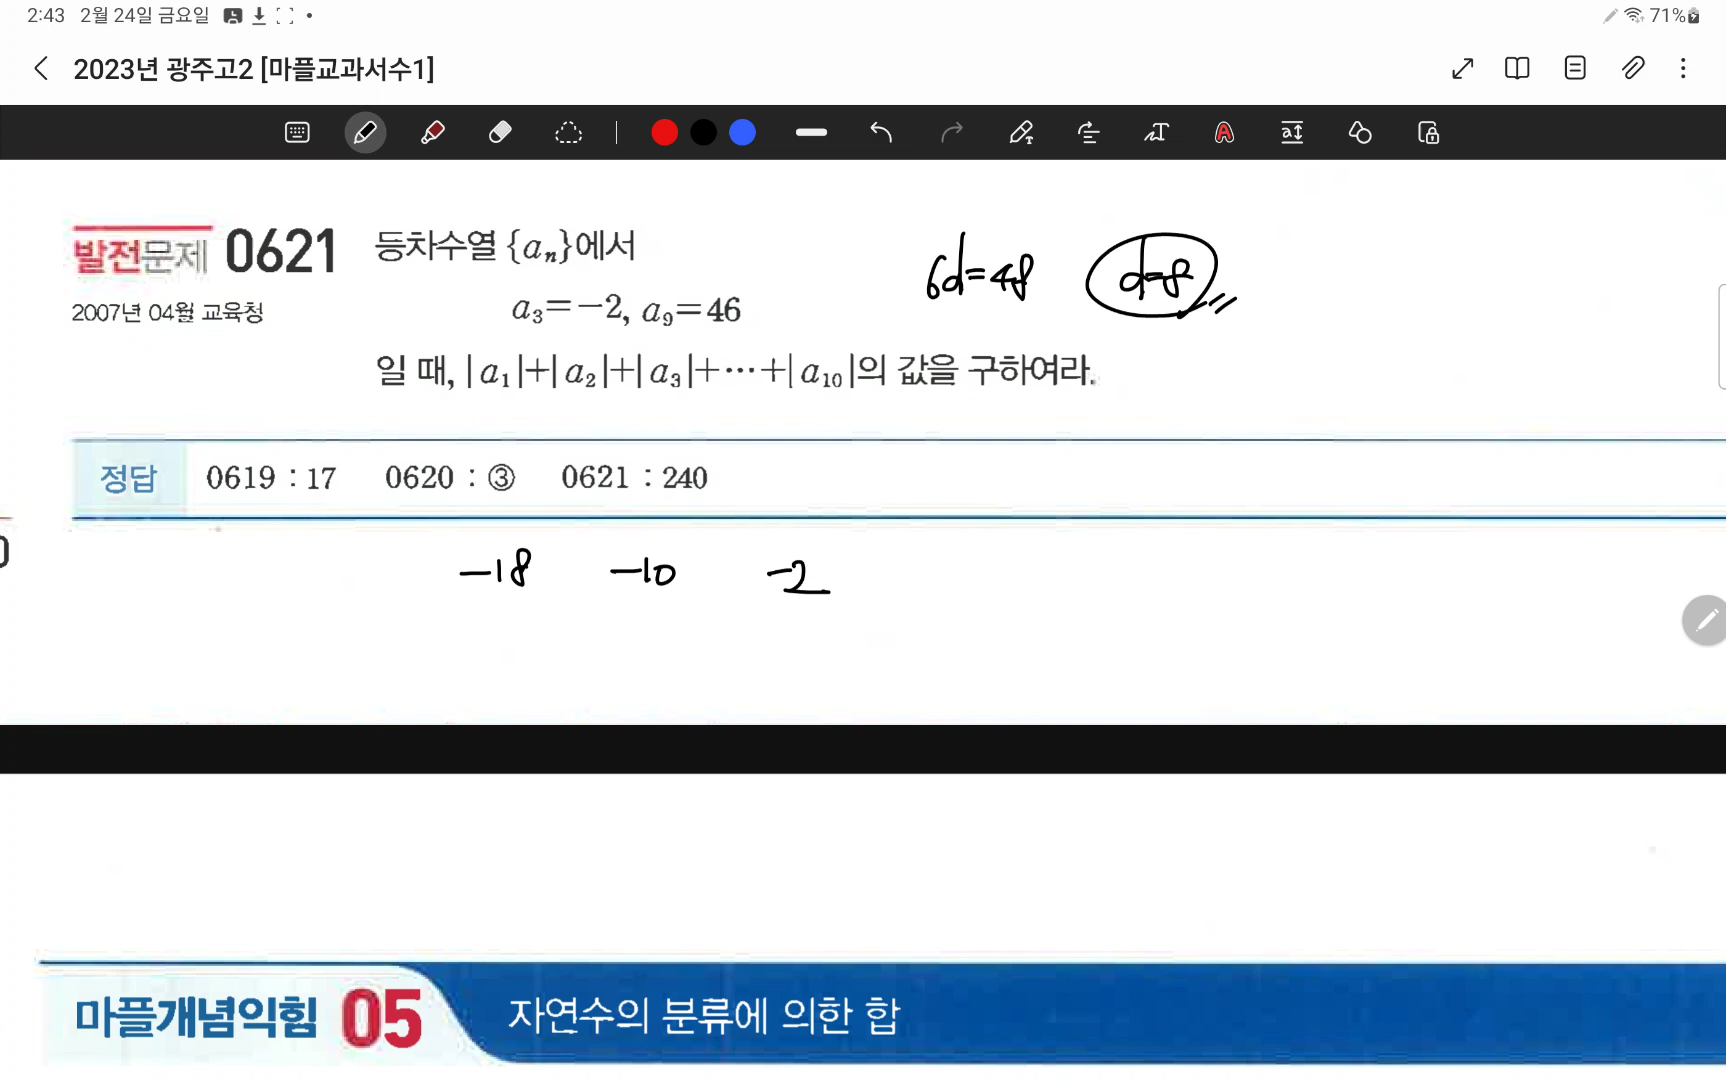 2:43 2월 24일 금요일
71%
2023년 광주고2 [마플교과서수1]
발전문제 0621 등차수열 {aₙ}에서
6d=48 d=8
2007년 04월 교육청
a₃=−2, a₉=46
일 때, |a₁|+|a₂|+|a₃|+⋯+|a₁₀|의 값을 구하여라.
정답 0619 : 17 0620 : ③ 0621 : 240
−18 −10 −2
마플개념익힘 05 자연수의 분류에 의한 합